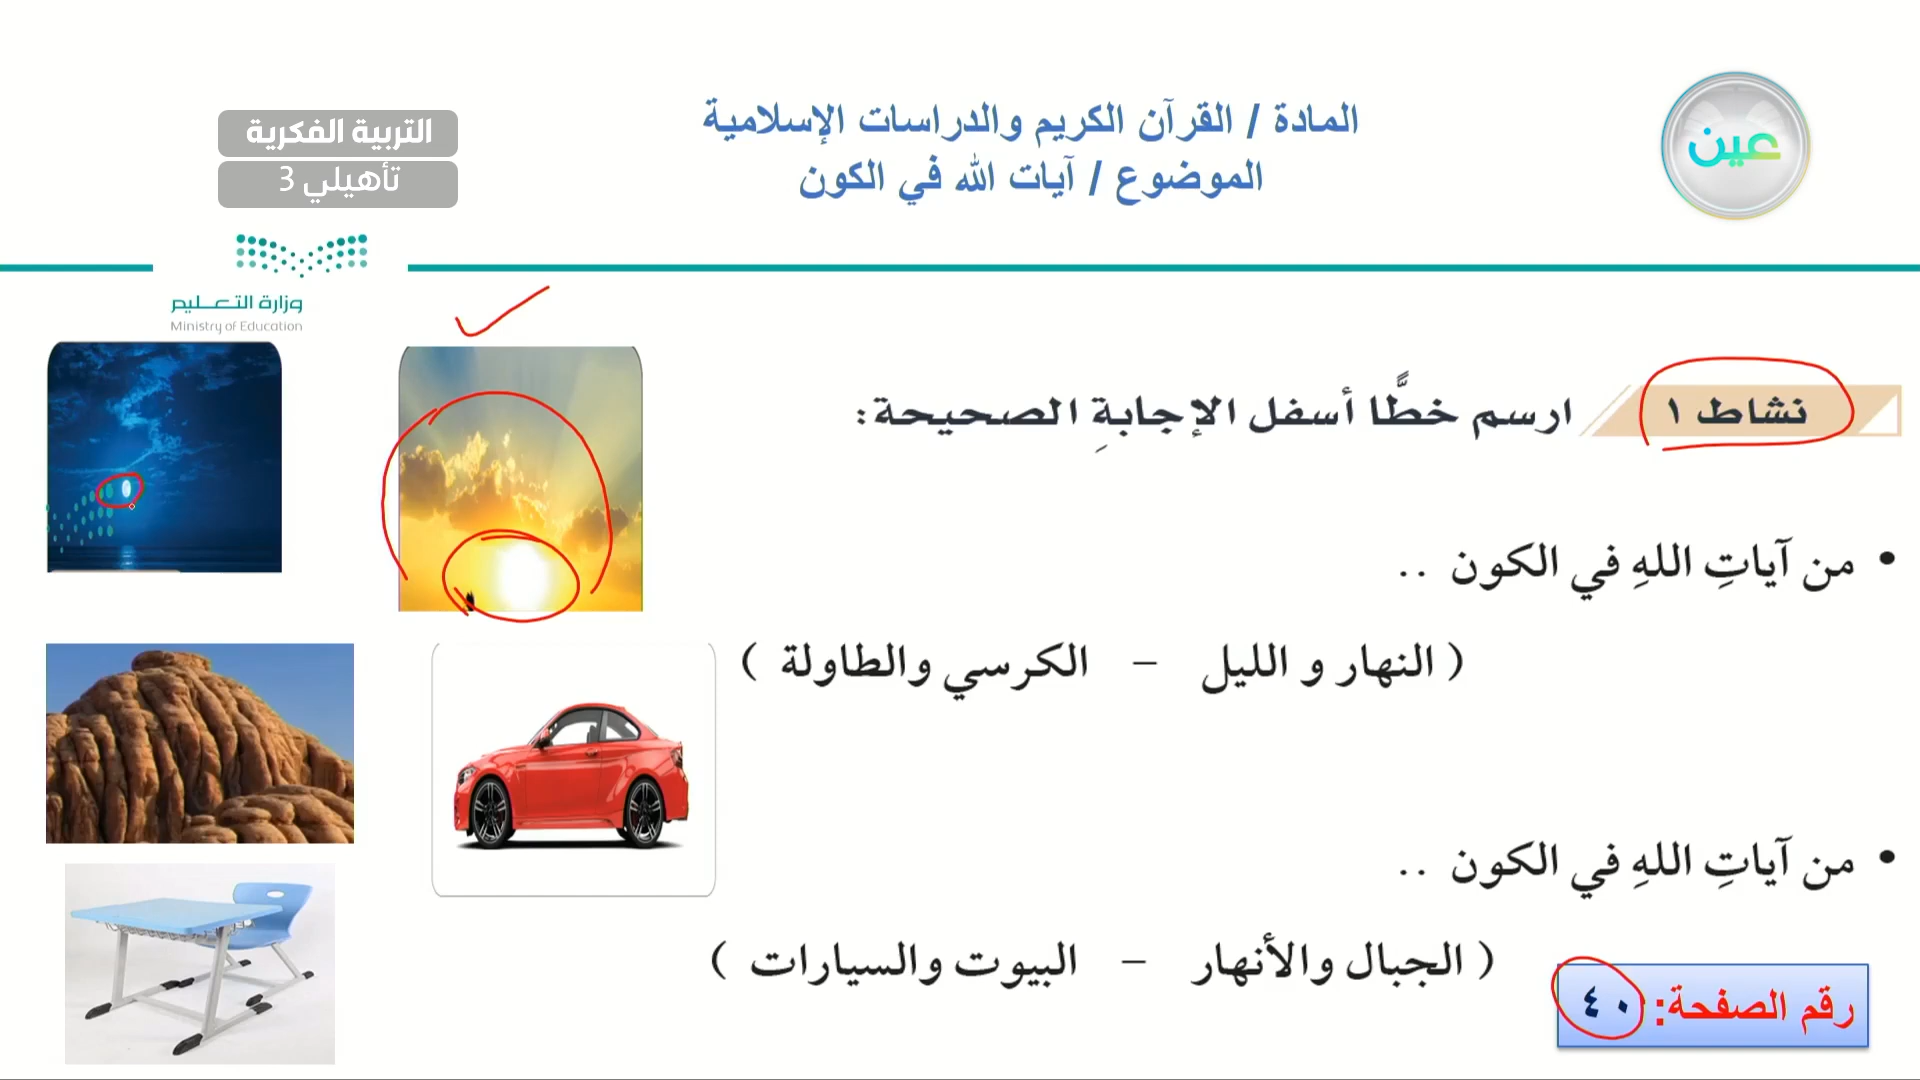 المادة / القرآن الكريم والدراسات الإسلامية
الموضوع / آيات الله في الكون
عين
التربية الفكرية
تأهيلي 3
وزارة التعـليم
Ministry of Education
نشاط ١
ارسم خطًّا أسفل الإجابةِ الصحيحة:
• من آياتِ اللهِ في الكون ..
( النهار و الليل – الكرسي والطاولة )
• من آياتِ اللهِ في الكون ..
( الجبال والأنهار – البيوت والسيارات )
رقم الصفحة: ٤٠